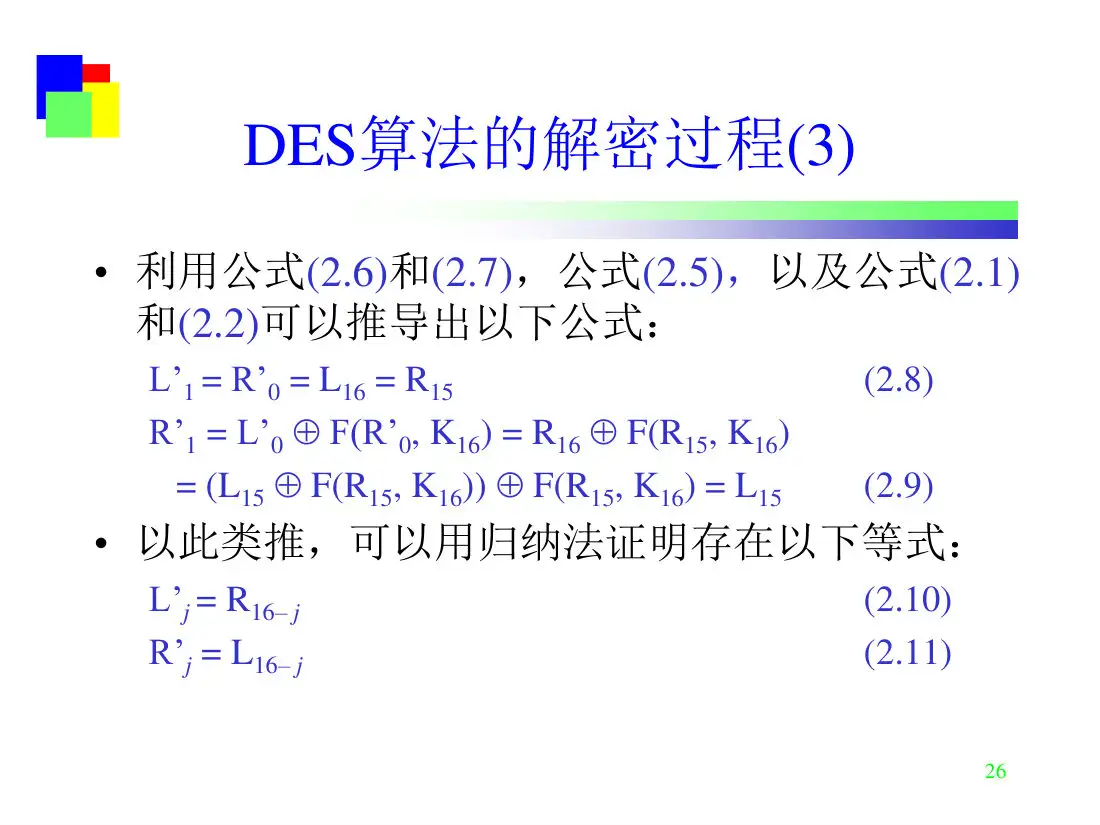 DES算法的解密过程(3)
• 利用公式(2.6)和(2.7)，公式(2.5)，以及公式(2.1)
和(2.2)可以推导出以下公式：
L’₁ = R’₀ = L₁₆ = R₁₅ (2.8)
R’₁ = L’₀ ⊕ F(R’₀, K₁₆) = R₁₆ ⊕ F(R₁₅, K₁₆)
= (L₁₅ ⊕ F(R₁₅, K₁₆)) ⊕ F(R₁₅, K₁₆) = L₁₅ (2.9)
• 以此类推，可以用归纳法证明存在以下等式：
L’ⱼ = R₁₆₋ⱼ (2.10)
R’ⱼ = L₁₆₋ⱼ (2.11)
26